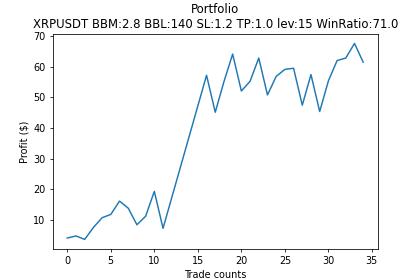 Portfolio
XRPUSDT BBM:2.8 BBL:140 SL:1.2 TP:1.0 lev:15 WinRatio:71.0
70
60
50
40
30
20
10
Profit ($)
0 5 10 15 20 25 30 35
Trade counts